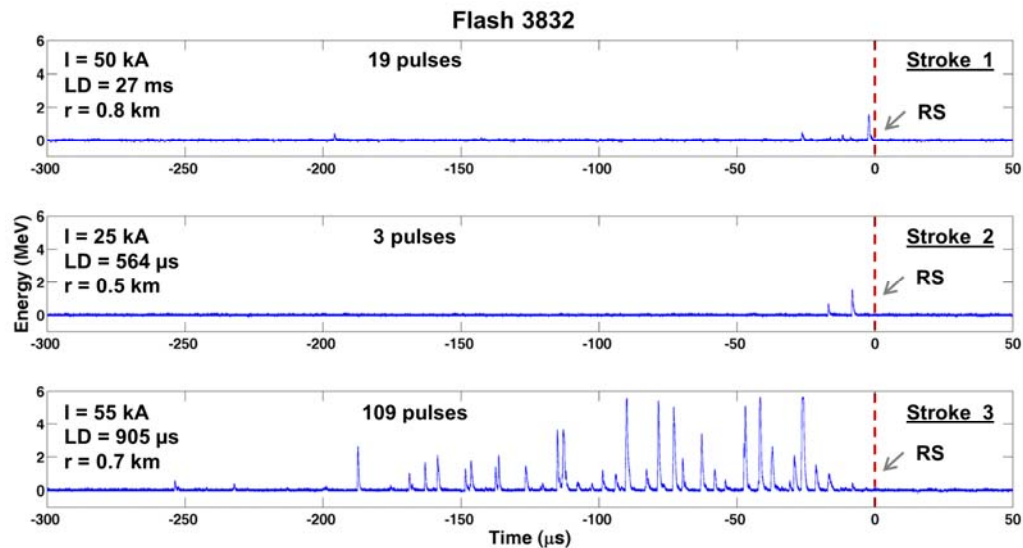 Flash 3832
I = 50 kA
LD = 27 ms
r = 0.8 km
19 pulses
Stroke 1
RS
6
4
2
0
-300 -250 -200 -150 -100 -50 0 50
Energy (MeV)
I = 25 kA
LD = 564 µs
r = 0.5 km
3 pulses
Stroke 2
RS
6
4
2
0
-300 -250 -200 -150 -100 -50 0 50
I = 55 kA
LD = 905 µs
r = 0.7 km
109 pulses
Stroke 3
RS
6
4
2
0
-300 -250 -200 -150 -100 -50 0 50
Time (µs)